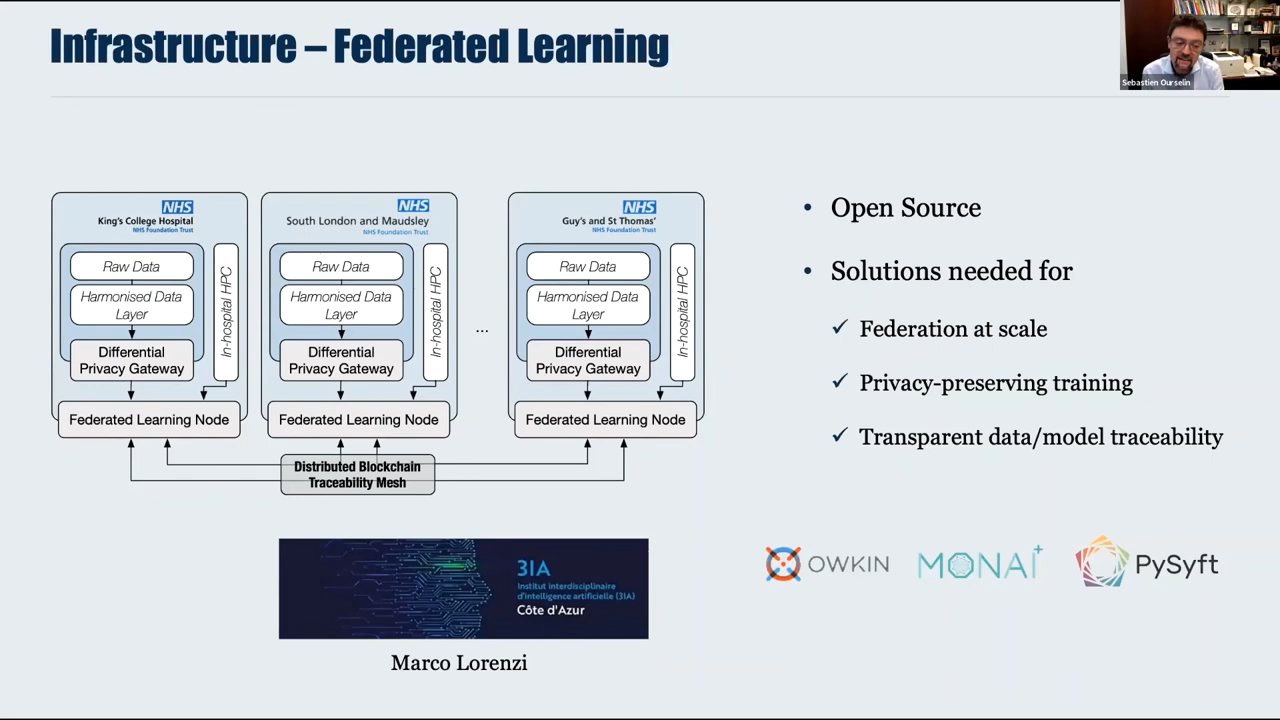 Infrastructure – Federated Learning
Sebastien Ourselin
NHS
King's College Hospital
NHS Foundation Trust
Raw Data
Harmonised Data
Layer
Differential
Privacy Gateway
In-hospital HPC
Federated Learning Node
NHS
South London and Maudsley
NHS Foundation Trust
Raw Data
Harmonised Data
Layer
Differential
Privacy Gateway
In-hospital HPC
Federated Learning Node
...
NHS
Guy's and St Thomas'
NHS Foundation Trust
Raw Data
Harmonised Data
Layer
Differential
Privacy Gateway
In-hospital HPC
Federated Learning Node
Distributed Blockchain
Traceability Mesh
• Open Source
• Solutions needed for
✓ Federation at scale
✓ Privacy-preserving training
✓ Transparent data/model traceability
3IA
Institut interdisciplinaire
d'intelligence artificielle (3IA)
Côte d'Azur
Marco Lorenzi
OWKIN
MONAI
PySyft